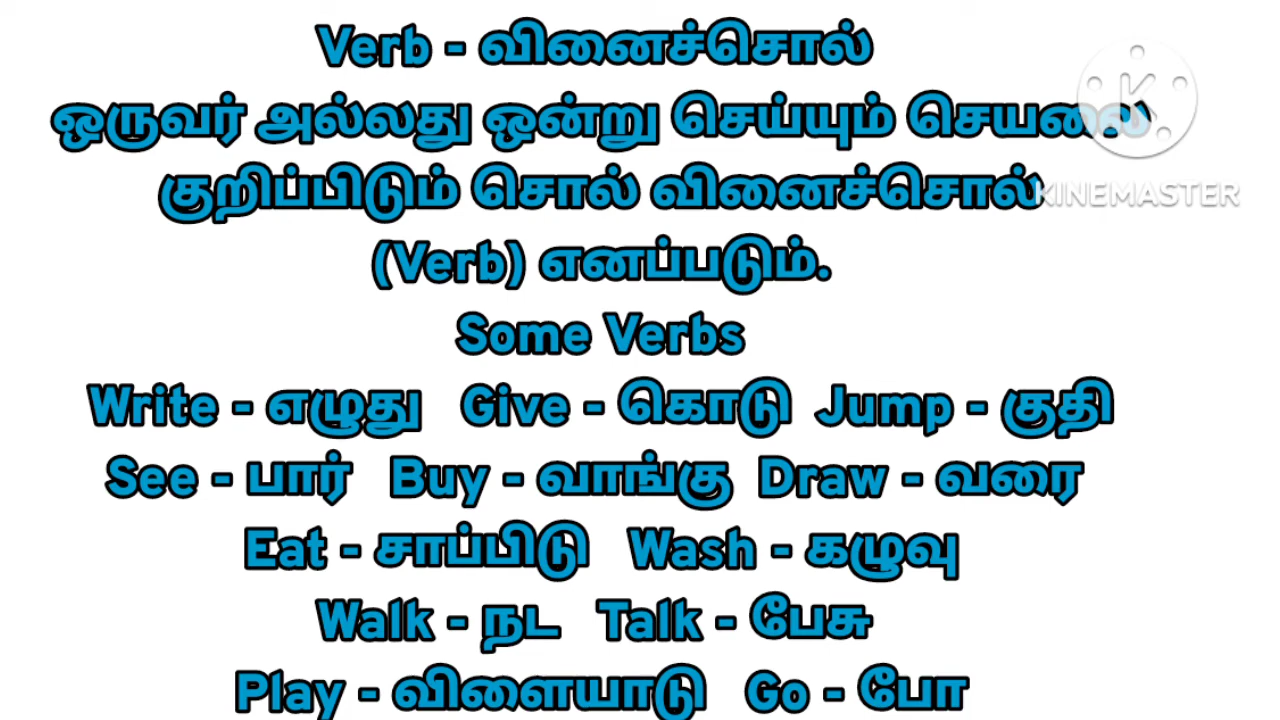 Verb - வினைச்சொல்
ஒருவர் அல்லது ஒன்று செய்யும் செயலை
குறிப்பிடும் சொல் வினைச்சொல்
KINEMASTER
(Verb) எனப்படும்.
Some Verbs
Write - எழுது Give - கொடு Jump - குதி
See - பார் Buy - வாங்கு Draw - வரை
Eat - சாப்பிடு Wash - கழுவு
Walk - நட Talk - பேசு
Play - விளையாடு Go - போ